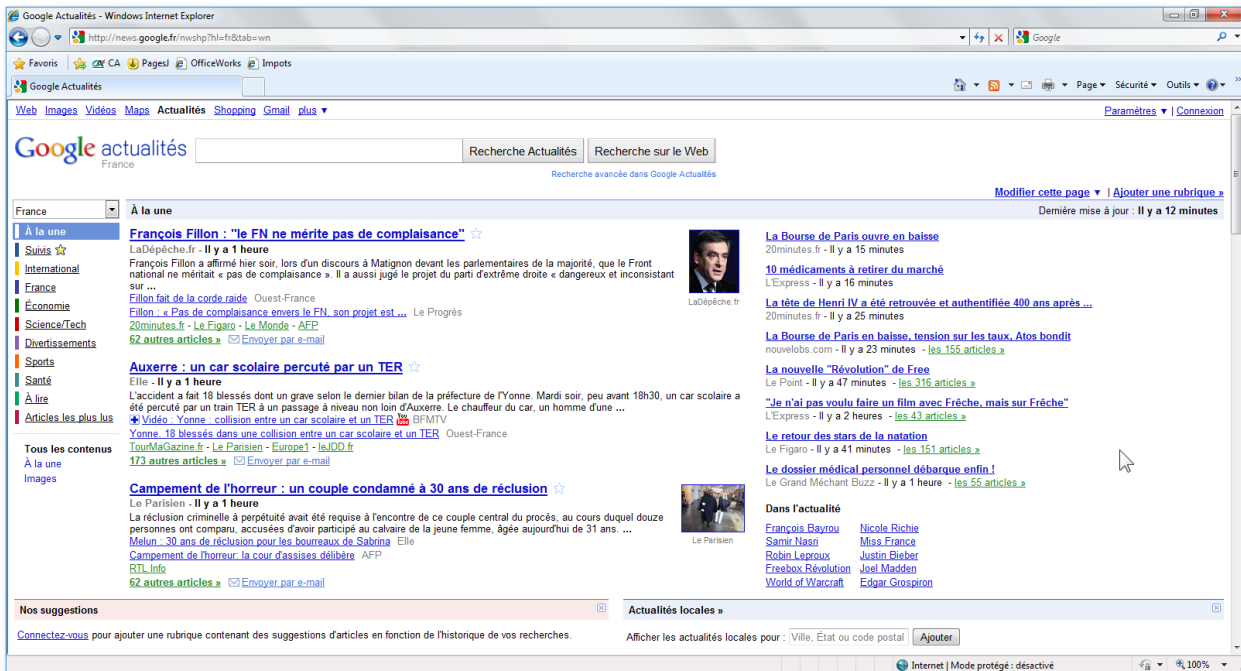 Google Actualités - Windows Internet Explorer
http://news.google.fr/nwshp?hl=fr&tab=wn
Google
Favoris CA CA PagesJ OfficeWorks Impots
Google Actualités
Page Sécurité Outils
Web Images Vidéos Maps Actualités Shopping Gmail plus ▼
Paramètres ▼ | Connexion
Google actualités
France
Recherche Actualités
Recherche sur le Web
Recherche avancée dans Google Actualités
Modifier cette page ▼ | Ajouter une rubrique »
France
À la une
Dernière mise à jour : Il y a 12 minutes
À la une
Suivis
International
France
Économie
Science/Tech
Divertissements
Sports
Santé
À lire
Articles les plus lus
Tous les contenus
À la une
Images
François Fillon : "le FN ne mérite pas de complaisance"
LaDépêche.fr - Il y a 1 heure
François Fillon a affirmé hier soir, lors d'un discours à Matignon devant les parlementaires de la majorité, que le Front
national ne méritait « pas de complaisance ». Il a aussi jugé le projet du parti d'extrême droite « dangereux et inconsistant
sur ...
Fillon fait de la corde raide Ouest-France
Fillon : « Pas de complaisance envers le FN, son projet est ... Le Progrés
20minutes.fr - Le Figaro - Le Monde - AFP
62 autres articles » Envoyer par e-mail
LaDépêche.fr
Auxerre : un car scolaire percuté par un TER
Elle - Il y a 1 heure
L'accident a fait 18 blessés dont un grave selon le dernier bilan de la préfecture de l'Yonne. Mardi soir, peu avant 18h30, un car scolaire a
été percuté par un train TER à un passage à niveau non loin d'Auxerre. Le chauffeur du car, un homme d'une ...
Vidéo : Yonne : collision entre un car scolaire et un TER You Tube BFMTV
Yonne. 18 blessés dans une collision entre un car scolaire et un TER Ouest-France
TourMaGazine.fr - Le Parisien - Europe1 - leJDD.fr
173 autres articles » Envoyer par e-mail
Campement de l'horreur : un couple condamné à 30 ans de réclusion
Le Parisien - Il y a 1 heure
La réclusion criminelle à perpétuité avait été requise à l'encontre de ce couple central du procès, au cours duquel douze
personnes ont comparu, accusées d'avoir participé au calvaire de la jeune femme, âgée aujourd'hui de 31 ans. ...
Melun : 30 ans de réclusion pour les bourreaux de Sabrina Elle
Campement de l'horreur: la cour d'assises délibère AFP
RTL Info
62 autres articles » Envoyer par e-mail
Le Parisien
La Bourse de Paris ouvre en baisse
20minutes.fr - Il y a 15 minutes
10 médicaments à retirer du marché
L'Express - Il y a 16 minutes
La tête de Henri IV a été retrouvée et authentifiée 400 ans après ...
20minutes.fr - Il y a 25 minutes
La Bourse de Paris en baisse, tension sur les taux, Atos bondit
nouvelobs.com - Il y a 23 minutes - les 155 articles »
La nouvelle "Révolution" de Free
Le Point - Il y a 47 minutes - les 316 articles »
"Je n'ai pas voulu faire un film avec Frêche, mais sur Frêche"
L'Express - Il y a 2 heures - les 43 articles »
Le retour des stars de la natation
Le Figaro - Il y a 41 minutes - les 151 articles »
Le dossier médical personnel débarque enfin !
Le Grand Méchant Buzz - Il y a 1 heure - les 55 articles »
Dans l'actualité
François Bayrou Nicole Richie
Samir Nasri Miss France
Robin Leproux Justin Bieber
Freebox Révolution Joel Madden
World of Warcraft Edgar Grospiron
Nos suggestions
Connectez-vous pour ajouter une rubrique contenant des suggestions d'articles en fonction de l'historique de vos recherches.
Actualités locales »
Afficher les actualités locales pour : Ville, État ou code postal Ajouter
Internet | Mode protégé : désactivé
100%